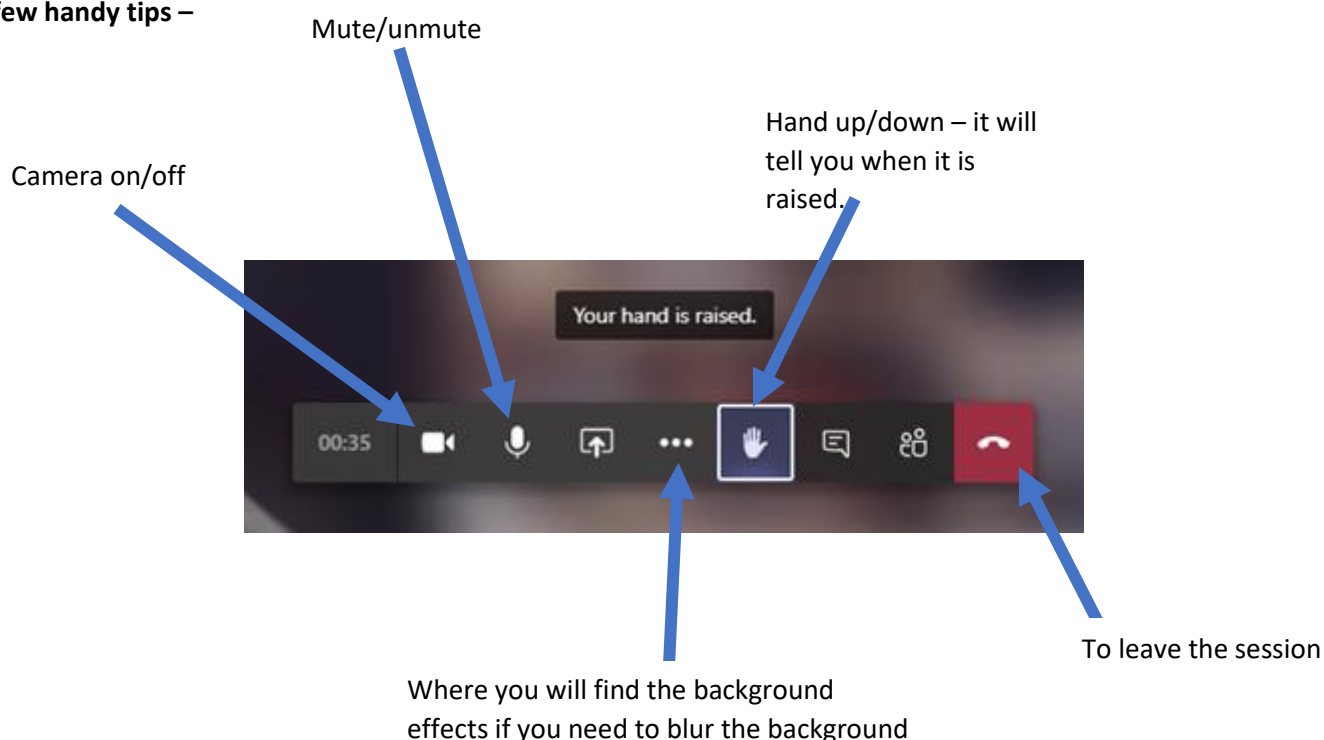 few handy tips –
Mute/unmute
Hand up/down – it will
tell you when it is
raised.
Camera on/off
Your hand is raised.
00:35
Where you will find the background
effects if you need to blur the background
To leave the session